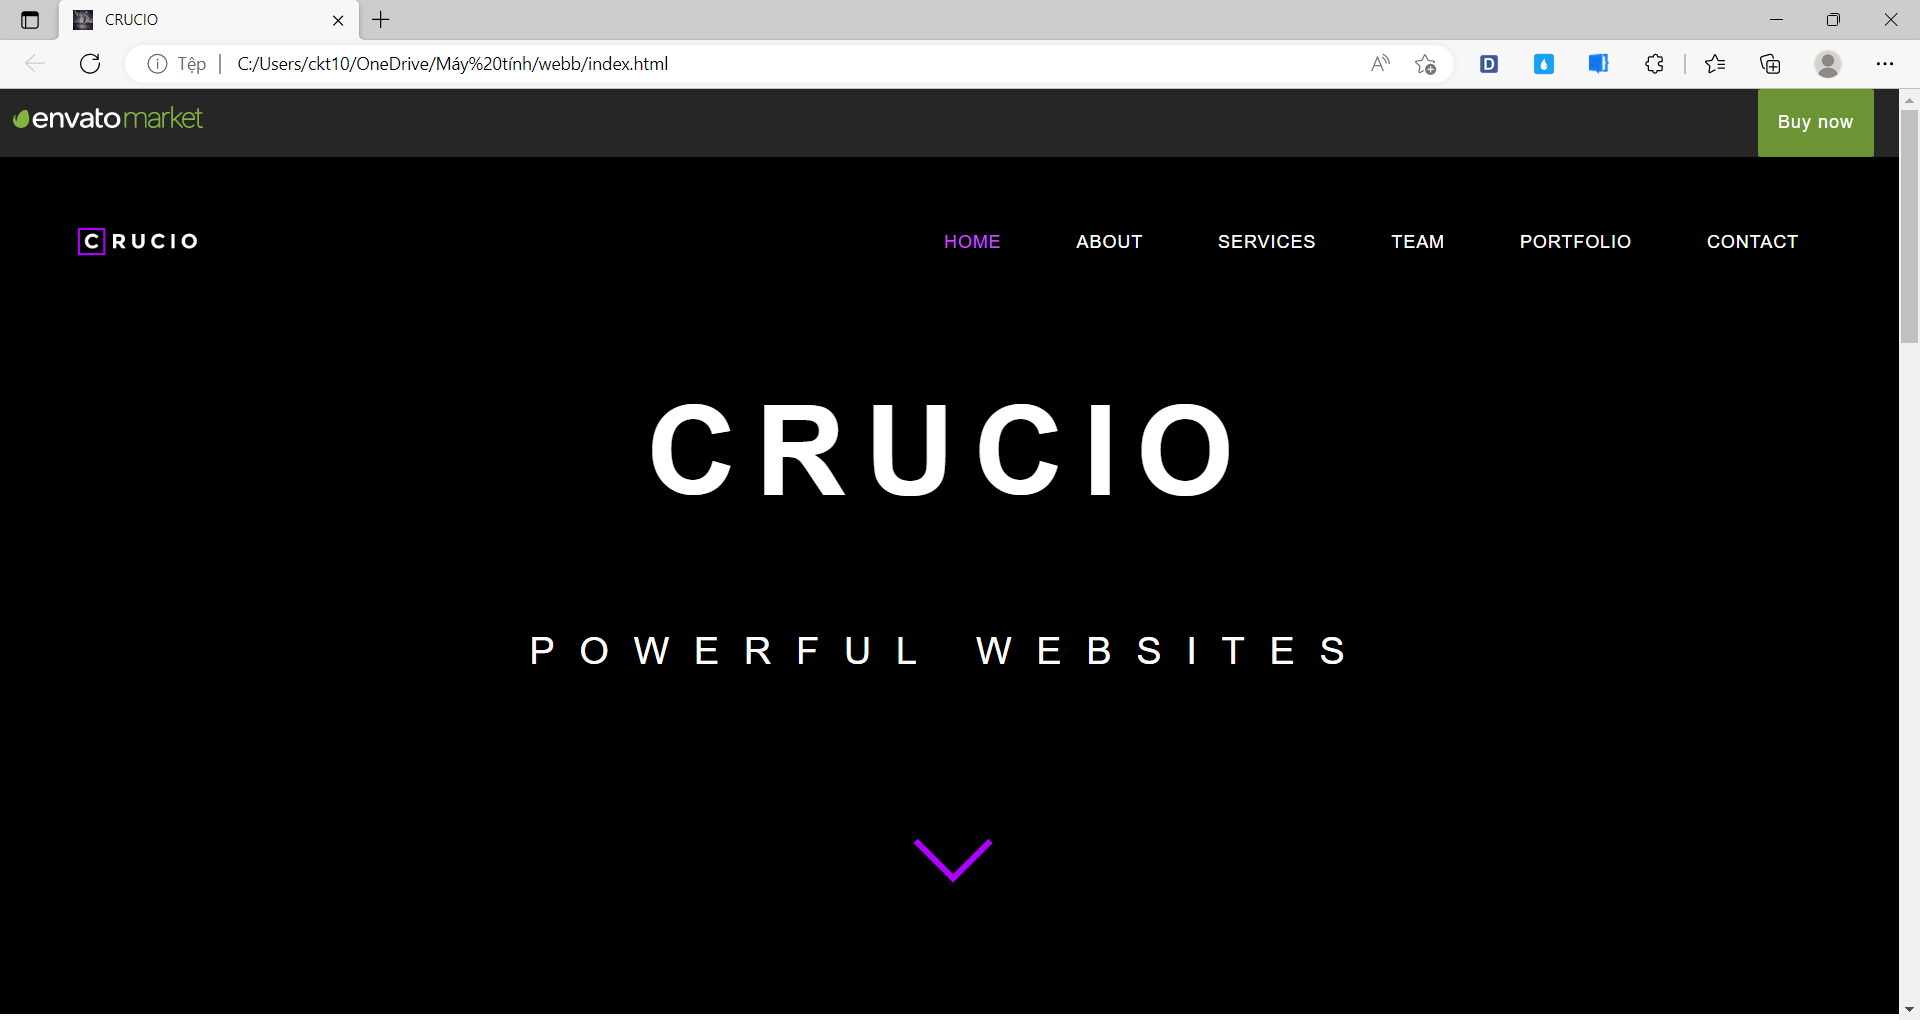 CRUCIO
Tệp C:/Users/ckt10/OneDrive/Máy%20tính/webb/index.html
envatomarket Buy now
CRUCIO HOME ABOUT SERVICES TEAM PORTFOLIO CONTACT
CRUCIO
POWERFUL WEBSITES